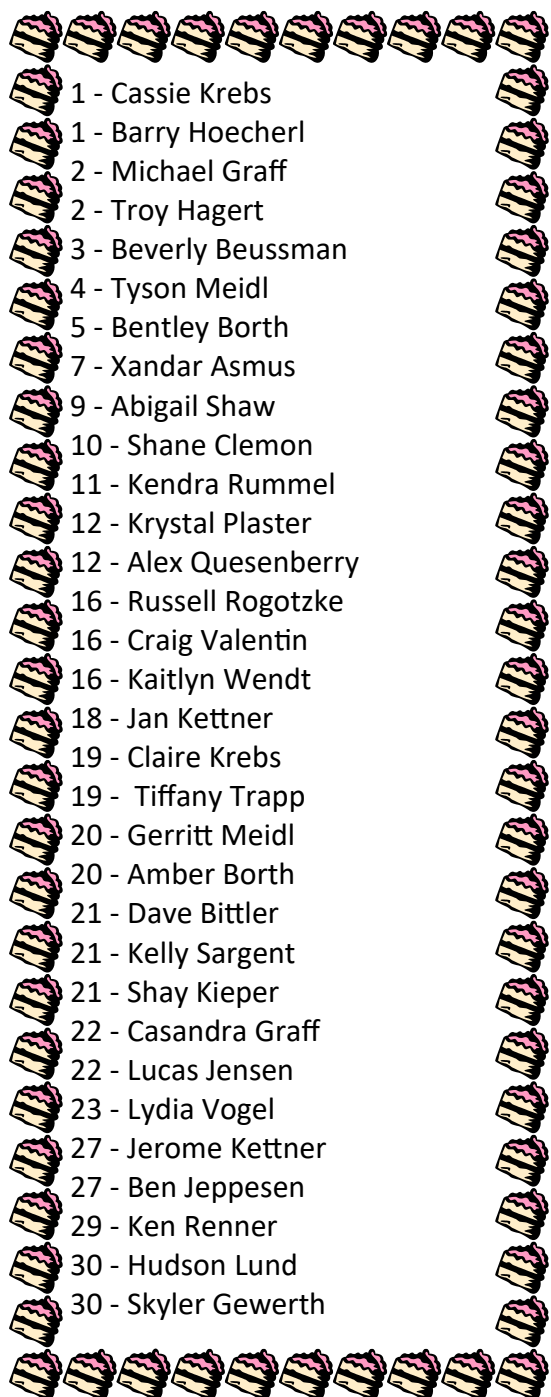 1 - Cassie Krebs
1 - Barry Hoecherl
2 - Michael Graff
2 - Troy Hagert
3 - Beverly Beussman
4 - Tyson Meidl
5 - Bentley Borth
7 - Xandar Asmus
9 - Abigail Shaw
10 - Shane Clemon
11 - Kendra Rummel
12 - Krystal Plaster
12 - Alex Quesenberry
16 - Russell Rogotzke
16 - Craig Valentin
16 - Kaitlyn Wendt
18 - Jan Kettner
19 - Claire Krebs
19 -  Tiffany Trapp
20 - Gerritt Meidl
20 - Amber Borth
21 - Dave Bittler
21 - Kelly Sargent
21 - Shay Kieper
22 - Casandra Graff
22 - Lucas Jensen
23 - Lydia Vogel
27 - Jerome Kettner
27 - Ben Jeppesen
29 - Ken Renner
30 - Hudson Lund
30 - Skyler Gewerth